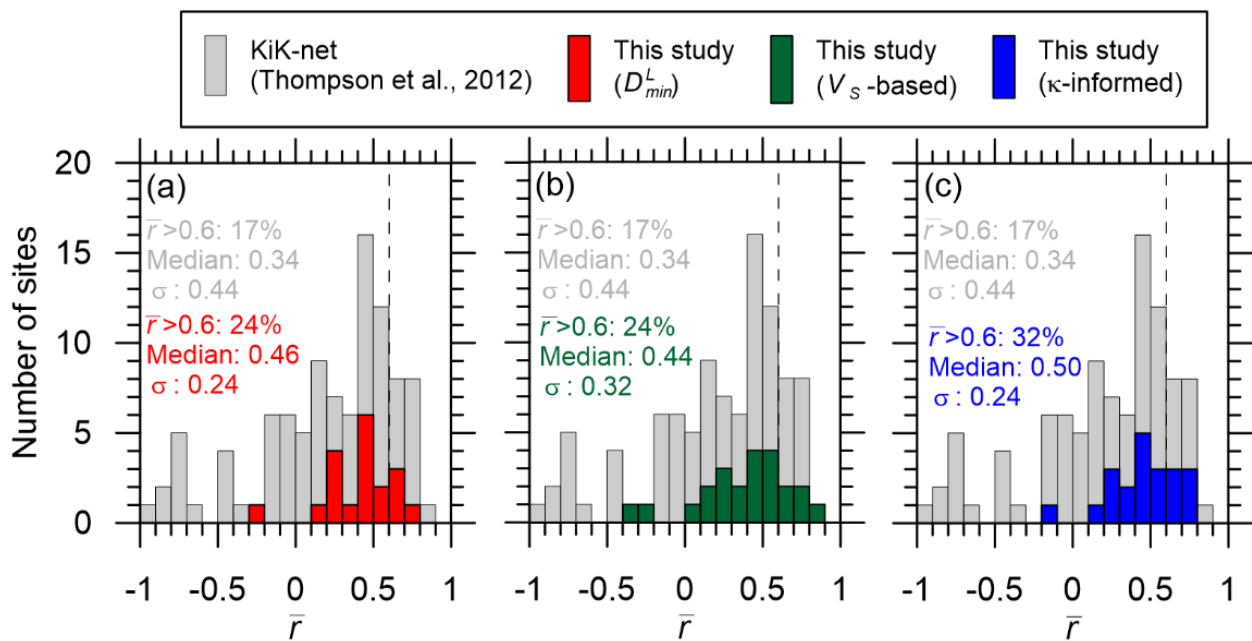 KiK-net
(Thompson et al., 2012)
This study
(D^L_min)
This study
(V_S -based)
This study
(κ-informed)
Number of sites
20
15
10
5
0
(a)
r̅>0.6: 17%
Median: 0.34
σ : 0.44
r̅>0.6: 24%
Median: 0.46
σ : 0.24
-1 -0.5 0 0.5 1
r̅
(b)
r̅>0.6: 17%
Median: 0.34
σ : 0.44
r̅>0.6: 24%
Median: 0.44
σ : 0.32
-1 -0.5 0 0.5 1
r̅
(c)
r̅>0.6: 17%
Median: 0.34
σ : 0.44
r̅>0.6: 32%
Median: 0.50
σ : 0.24
-1 -0.5 0 0.5 1
r̅